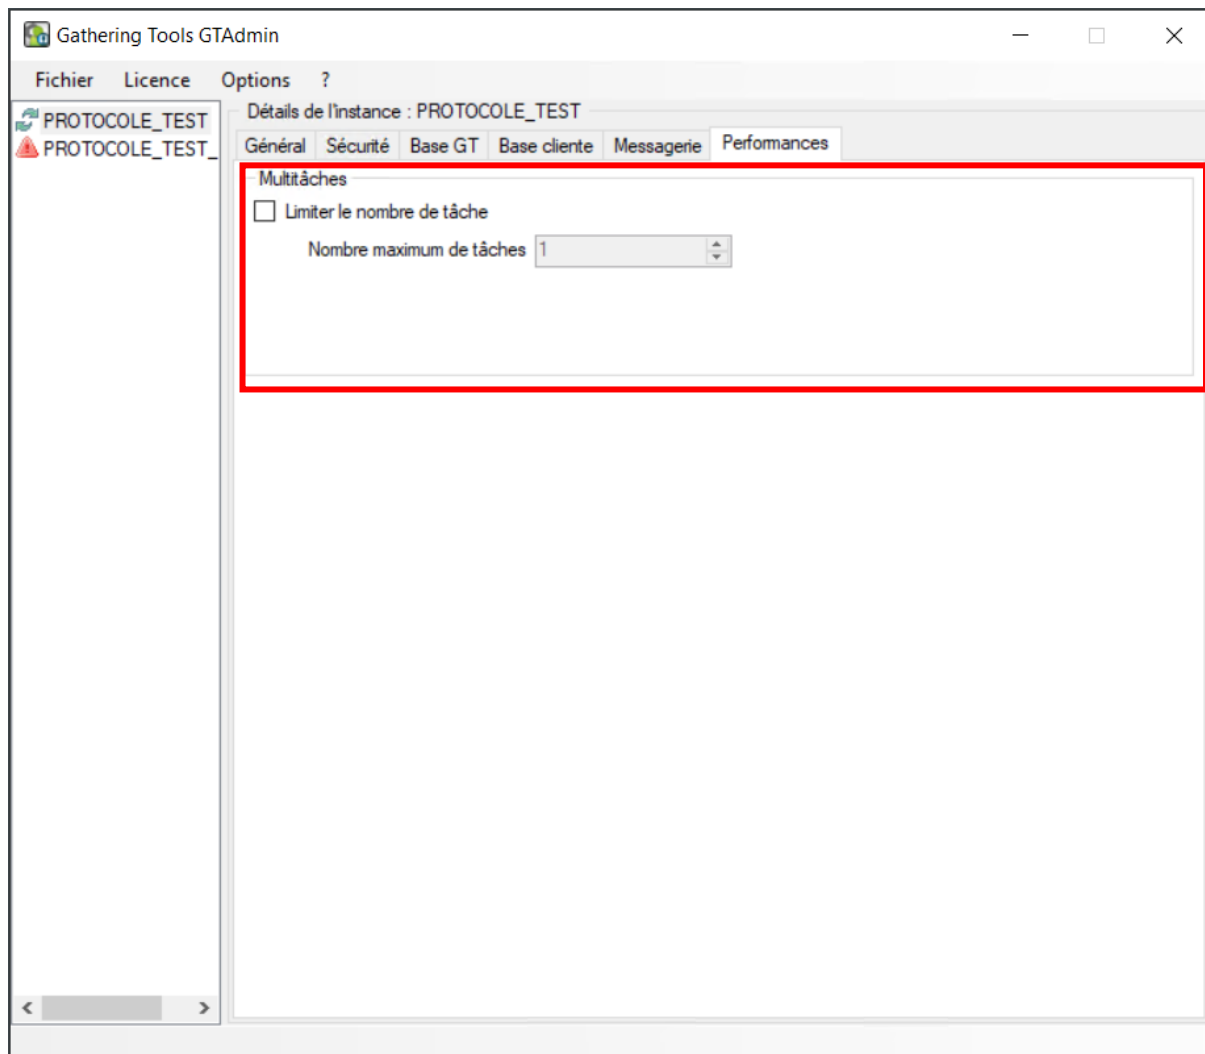 Gathering Tools GTAdmin
Fichier Licence Options ?
PROTOCOLE_TEST
PROTOCOLE_TEST_
Détails de l'instance : PROTOCOLE_TEST
Général Sécurité Base GT Base cliente Messagerie Performances
Multitâches
Limiter le nombre de tâche
Nombre maximum de tâches 1